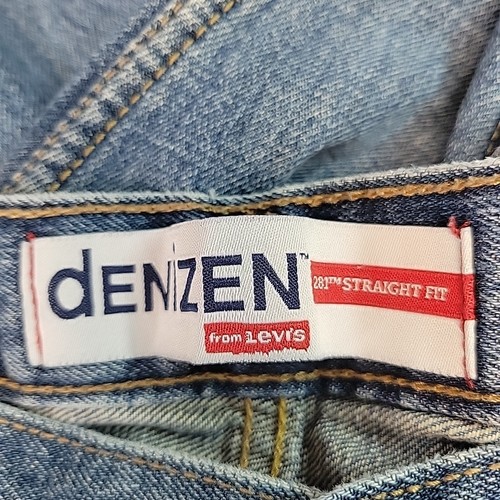 dENiZEN™
281™ STRAIGHT FIT
from Levi's